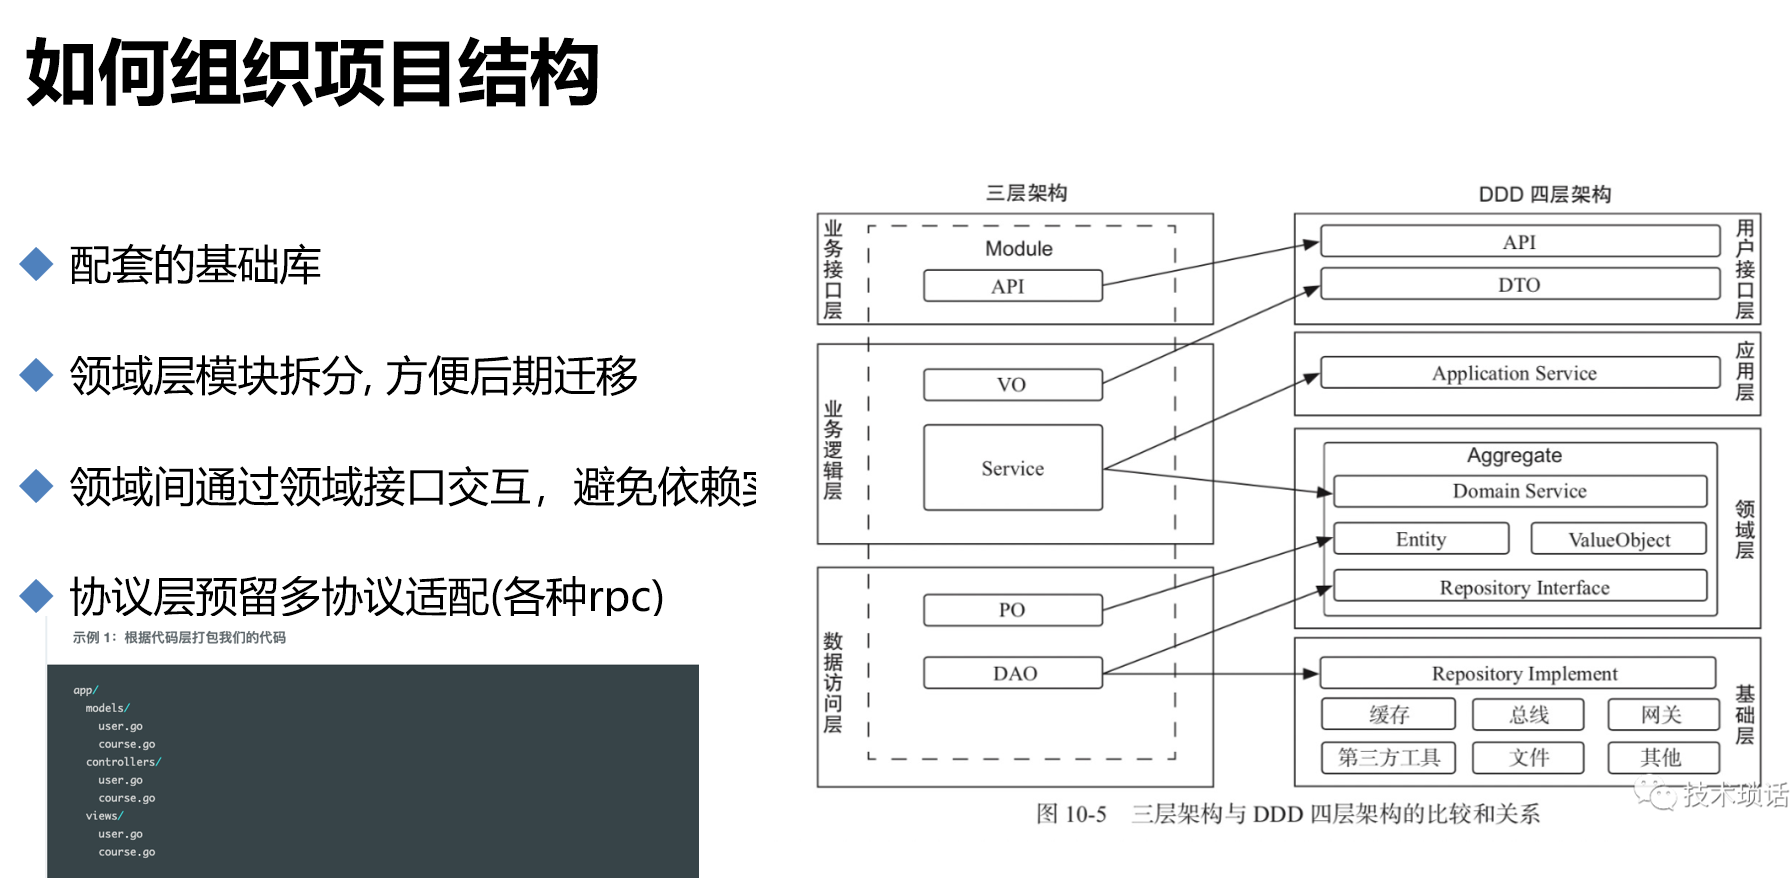 如何组织项目结构
配套的基础库
领域层模块拆分, 方便后期迁移
领域间通过领域接口交互，避免依赖
协议层预留多协议适配(各种rpc)
示例 1：根据代码层打包我们的代码
app/
models/
user.go
course.go
controllers/
user.go
course.go
views/
user.go
course.go
三层架构
业务接口层
Module
API
业务逻辑层
VO
Service
数据访问层
PO
DAO
DDD 四层架构
用户接口层
API
DTO
应用层
Application Service
领域层
Aggregate
Domain Service
Entity
ValueObject
Repository Interface
基础层
Repository Implement
缓存
总线
网关
第三方工具
文件
其他
图 10-5 三层架构与 DDD 四层架构的比较和关系
技术琐话